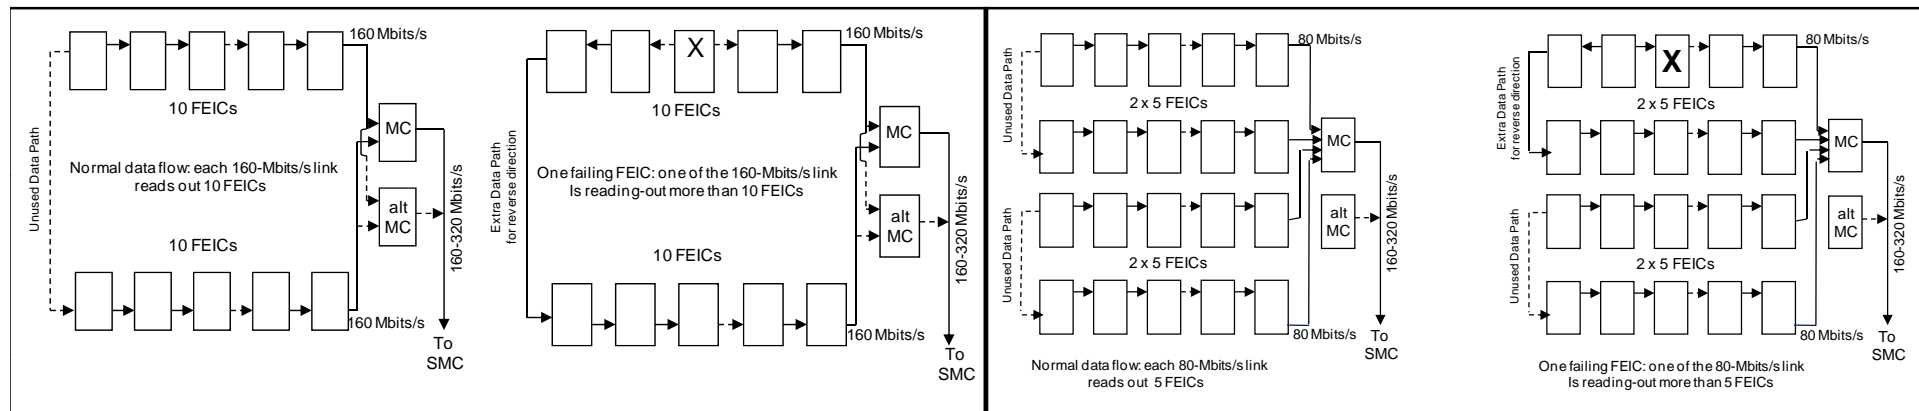 160 Mbits/s
10 FEICs
Unused Data Path
MC
Normal data flow: each 160-Mbits/s link
reads out 10 FEICs
alt
MC
160-320 Mbits/s
10 FEICs
160 Mbits/s
To
SMC
X
160 Mbits/s
10 FEICs
Extra Data Path
for reverse direction
MC
One failing FEIC: one of the 160-Mbits/s link
Is reading-out more than 10 FEICs
alt
MC
160-320 Mbits/s
10 FEICs
160 Mbits/s
To
SMC
80 Mbits/s
Unused Data Path
2 x 5 FEICs
MC
alt
MC
160-320 Mbits/s
Unused Data Path
2 x 5 FEICs
80 Mbits/s
To
SMC
Normal data flow: each 80-Mbits/s link
reads out 5 FEICs
X
80 Mbits/s
Extra Data Path
for reverse direction
2 x 5 FEICs
MC
alt
MC
160-320 Mbits/s
Unused Data Path
2 x 5 FEICs
80 Mbits/s
To
SMC
One failing FEIC: one of the 80-Mbits/s link
Is reading-out more than 5 FEICs